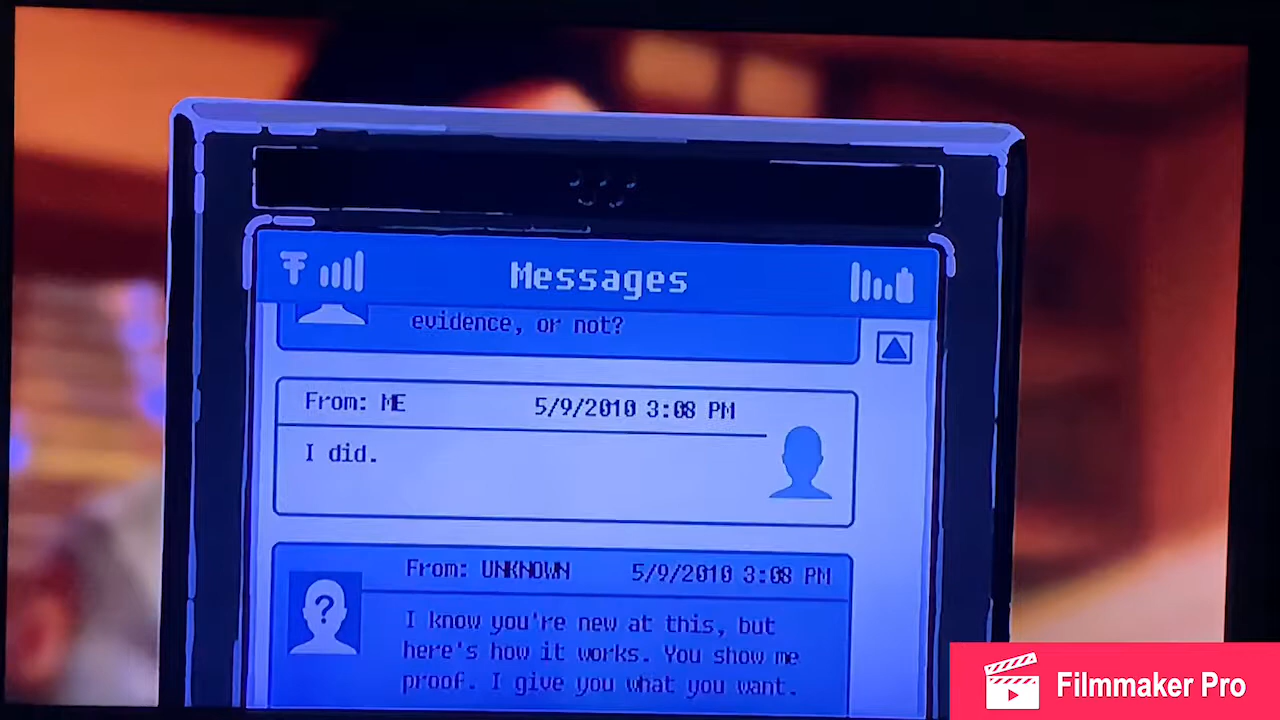 Messages
evidence, or not?
From: ME 5/9/2010 3:08 PM
I did.
From: UNKNOWN 5/9/2010 3:08 PM
?
I know you're new at this, but
here's how it works. You show me
proof. I give you what you want.
Filmmaker Pro